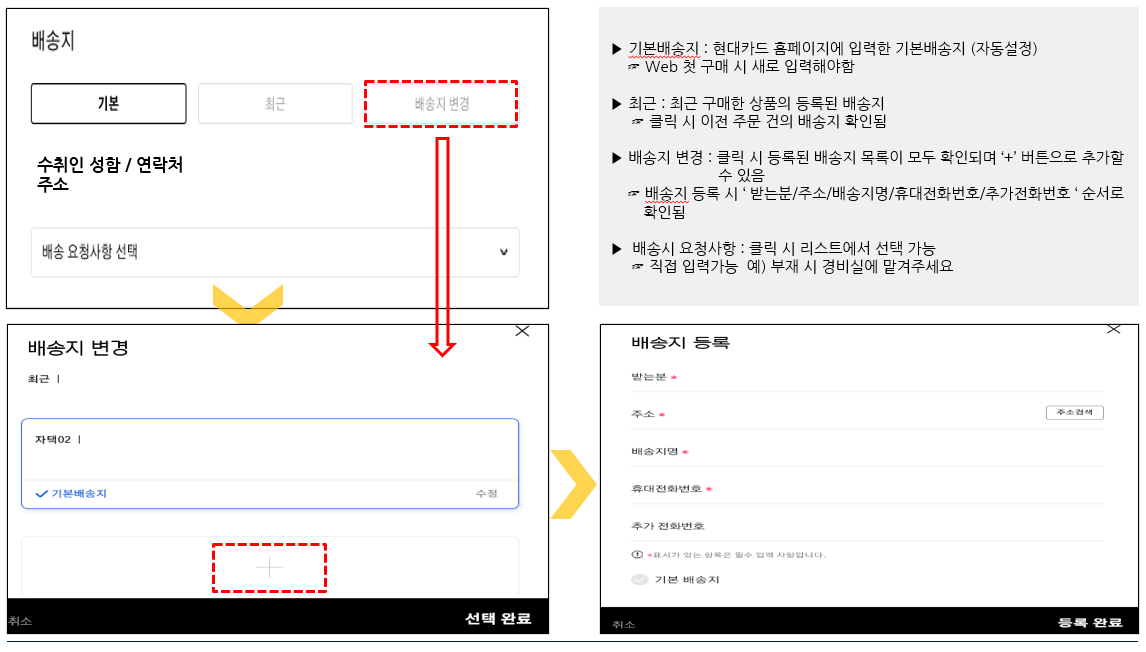 배송지
기본
최근
배송지 변경
수취인 성함 / 연락처
주소
배송 요청사항 선택
▶ 기본배송지 : 현대카드 홈페이지에 입력한 기본배송지 (자동설정)
☞ Web 첫 구매 시 새로 입력해야함
▶ 최근 : 최근 구매한 상품의 등록된 배송지
☞ 클릭 시 이전 주문 건의 배송지 확인됨
▶ 배송지 변경 : 클릭 시 등록된 배송지 목록이 모두 확인되며 ‘+’ 버튼으로 추가할
수 있음
☞ 배송지 등록 시 ‘ 받는분/주소/배송지명/휴대전화번호/추가전화번호 ‘ 순서로
확인됨
▶ 배송시 요청사항 : 클릭 시 리스트에서 선택 가능
☞ 직접 입력가능 예) 부재 시 경비실에 맡겨주세요
배송지 변경
최근 |
자택02 |
기본배송지
수정
취소
선택 완료
배송지 등록
받는분 *
주소 *
주소검색
배송지명 *
휴대전화번호 *
추가 전화번호
*표시가 있는 항목은 필수 입력 사항입니다.
기본 배송지
취소
등록 완료